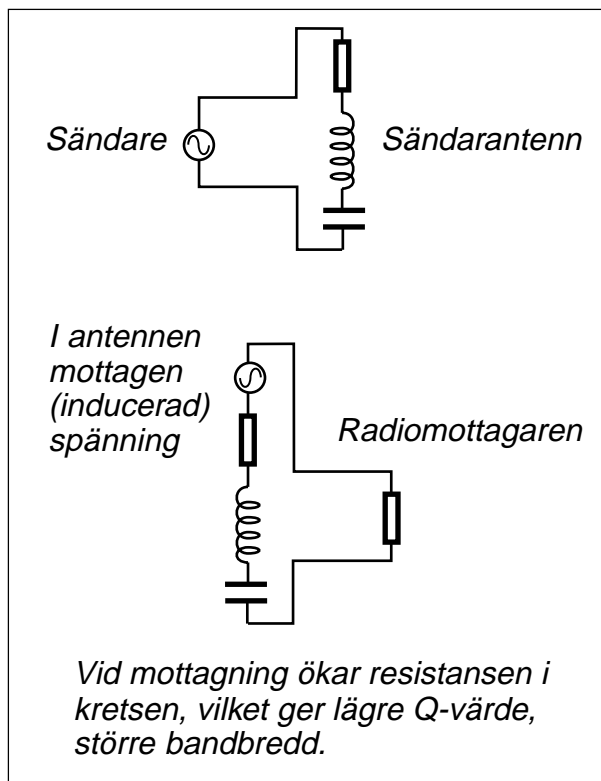 Sändare
Sändarantenn
I antennen
mottagen
(inducerad)
spänning
Radiomottagaren
Vid mottagning ökar resistansen i
kretsen, vilket ger lägre Q-värde,
större bandbredd.